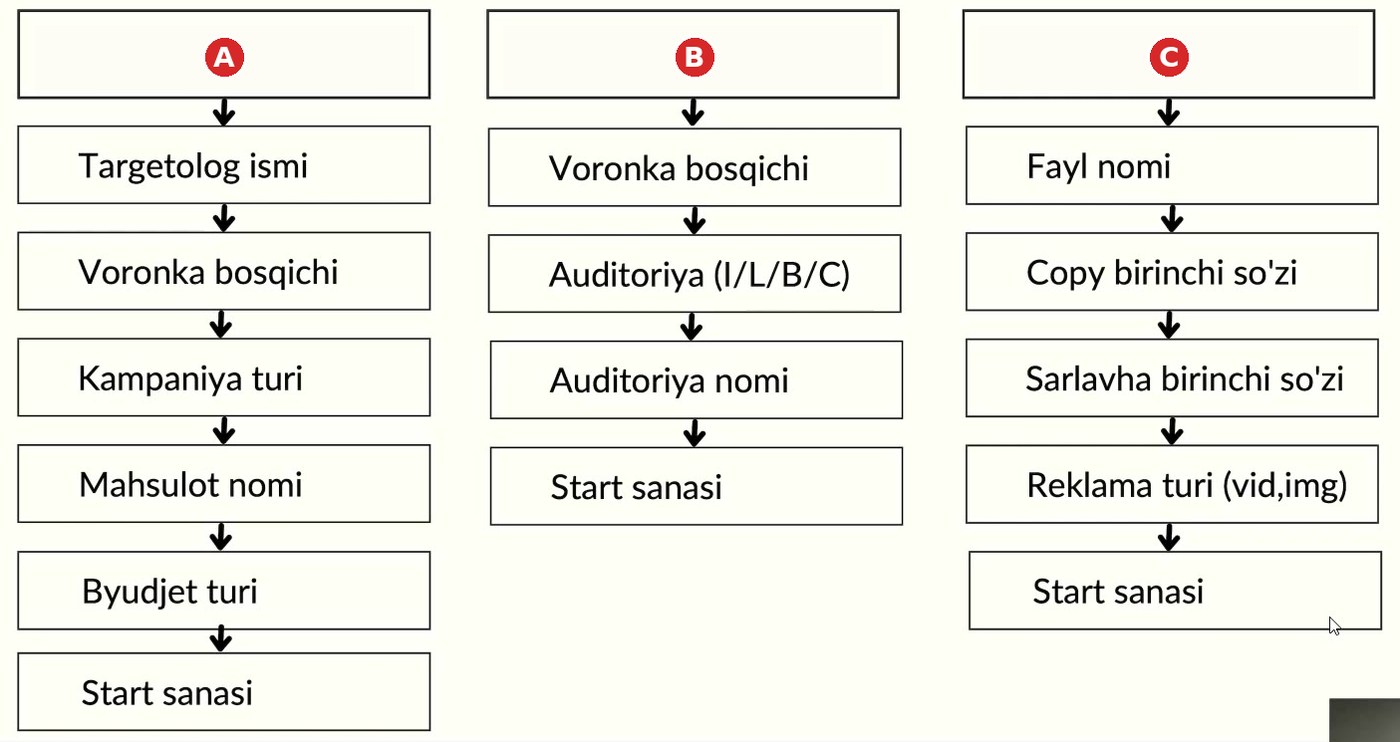 A
Targetolog ismi
Voronka bosqichi
Kampaniya turi
Mahsulot nomi
Byudjet turi
Start sanasi
B
Voronka bosqichi
Auditoriya (I/L/B/C)
Auditoriya nomi
Start sanasi
C
Fayl nomi
Copy birinchi so'zi
Sarlavha birinchi so'zi
Reklama turi (vid,img)
Start sanasi